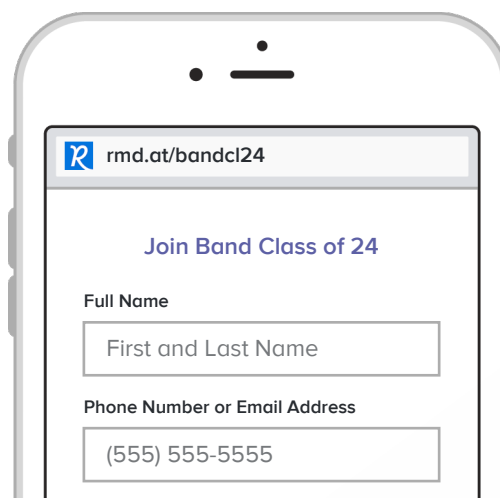 R rmd.at/bandcl24
Join Band Class of 24
Full Name
First and Last Name
Phone Number or Email Address
(555) 555-5555